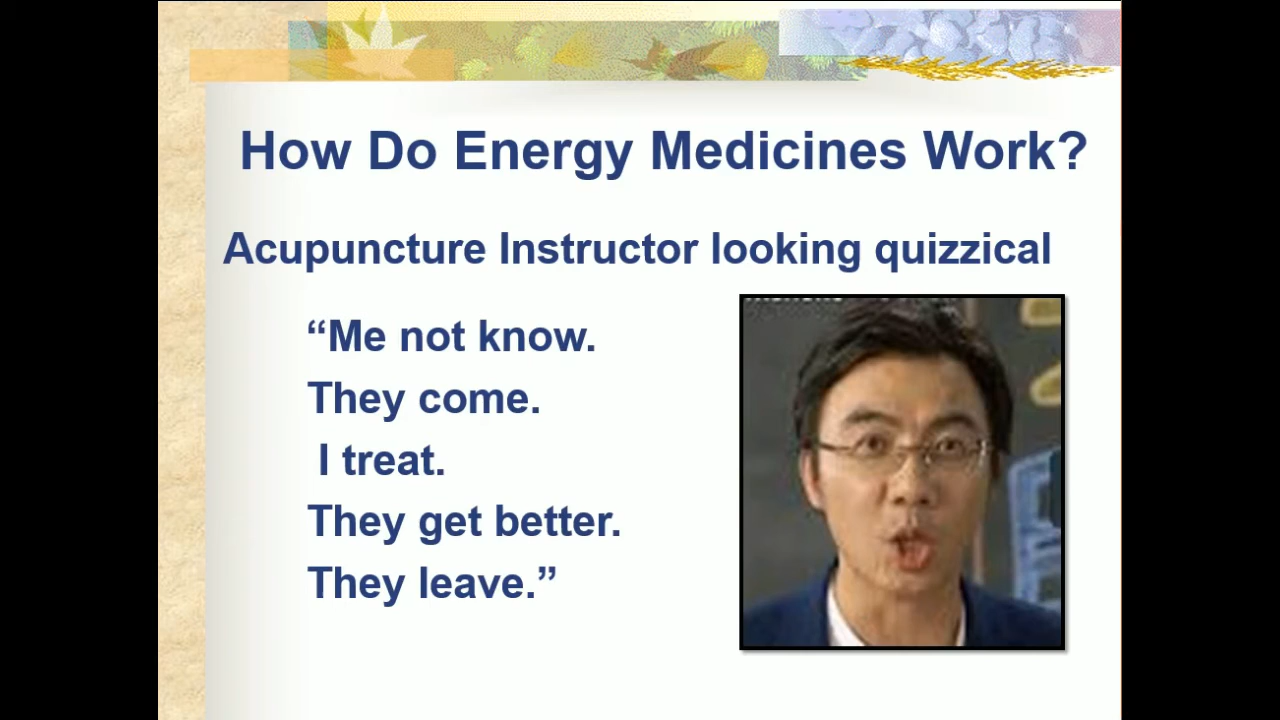 How Do Energy Medicines Work?
Acupuncture Instructor looking quizzical
“Me not know.
They come.
I treat.
They get better.
They leave.”